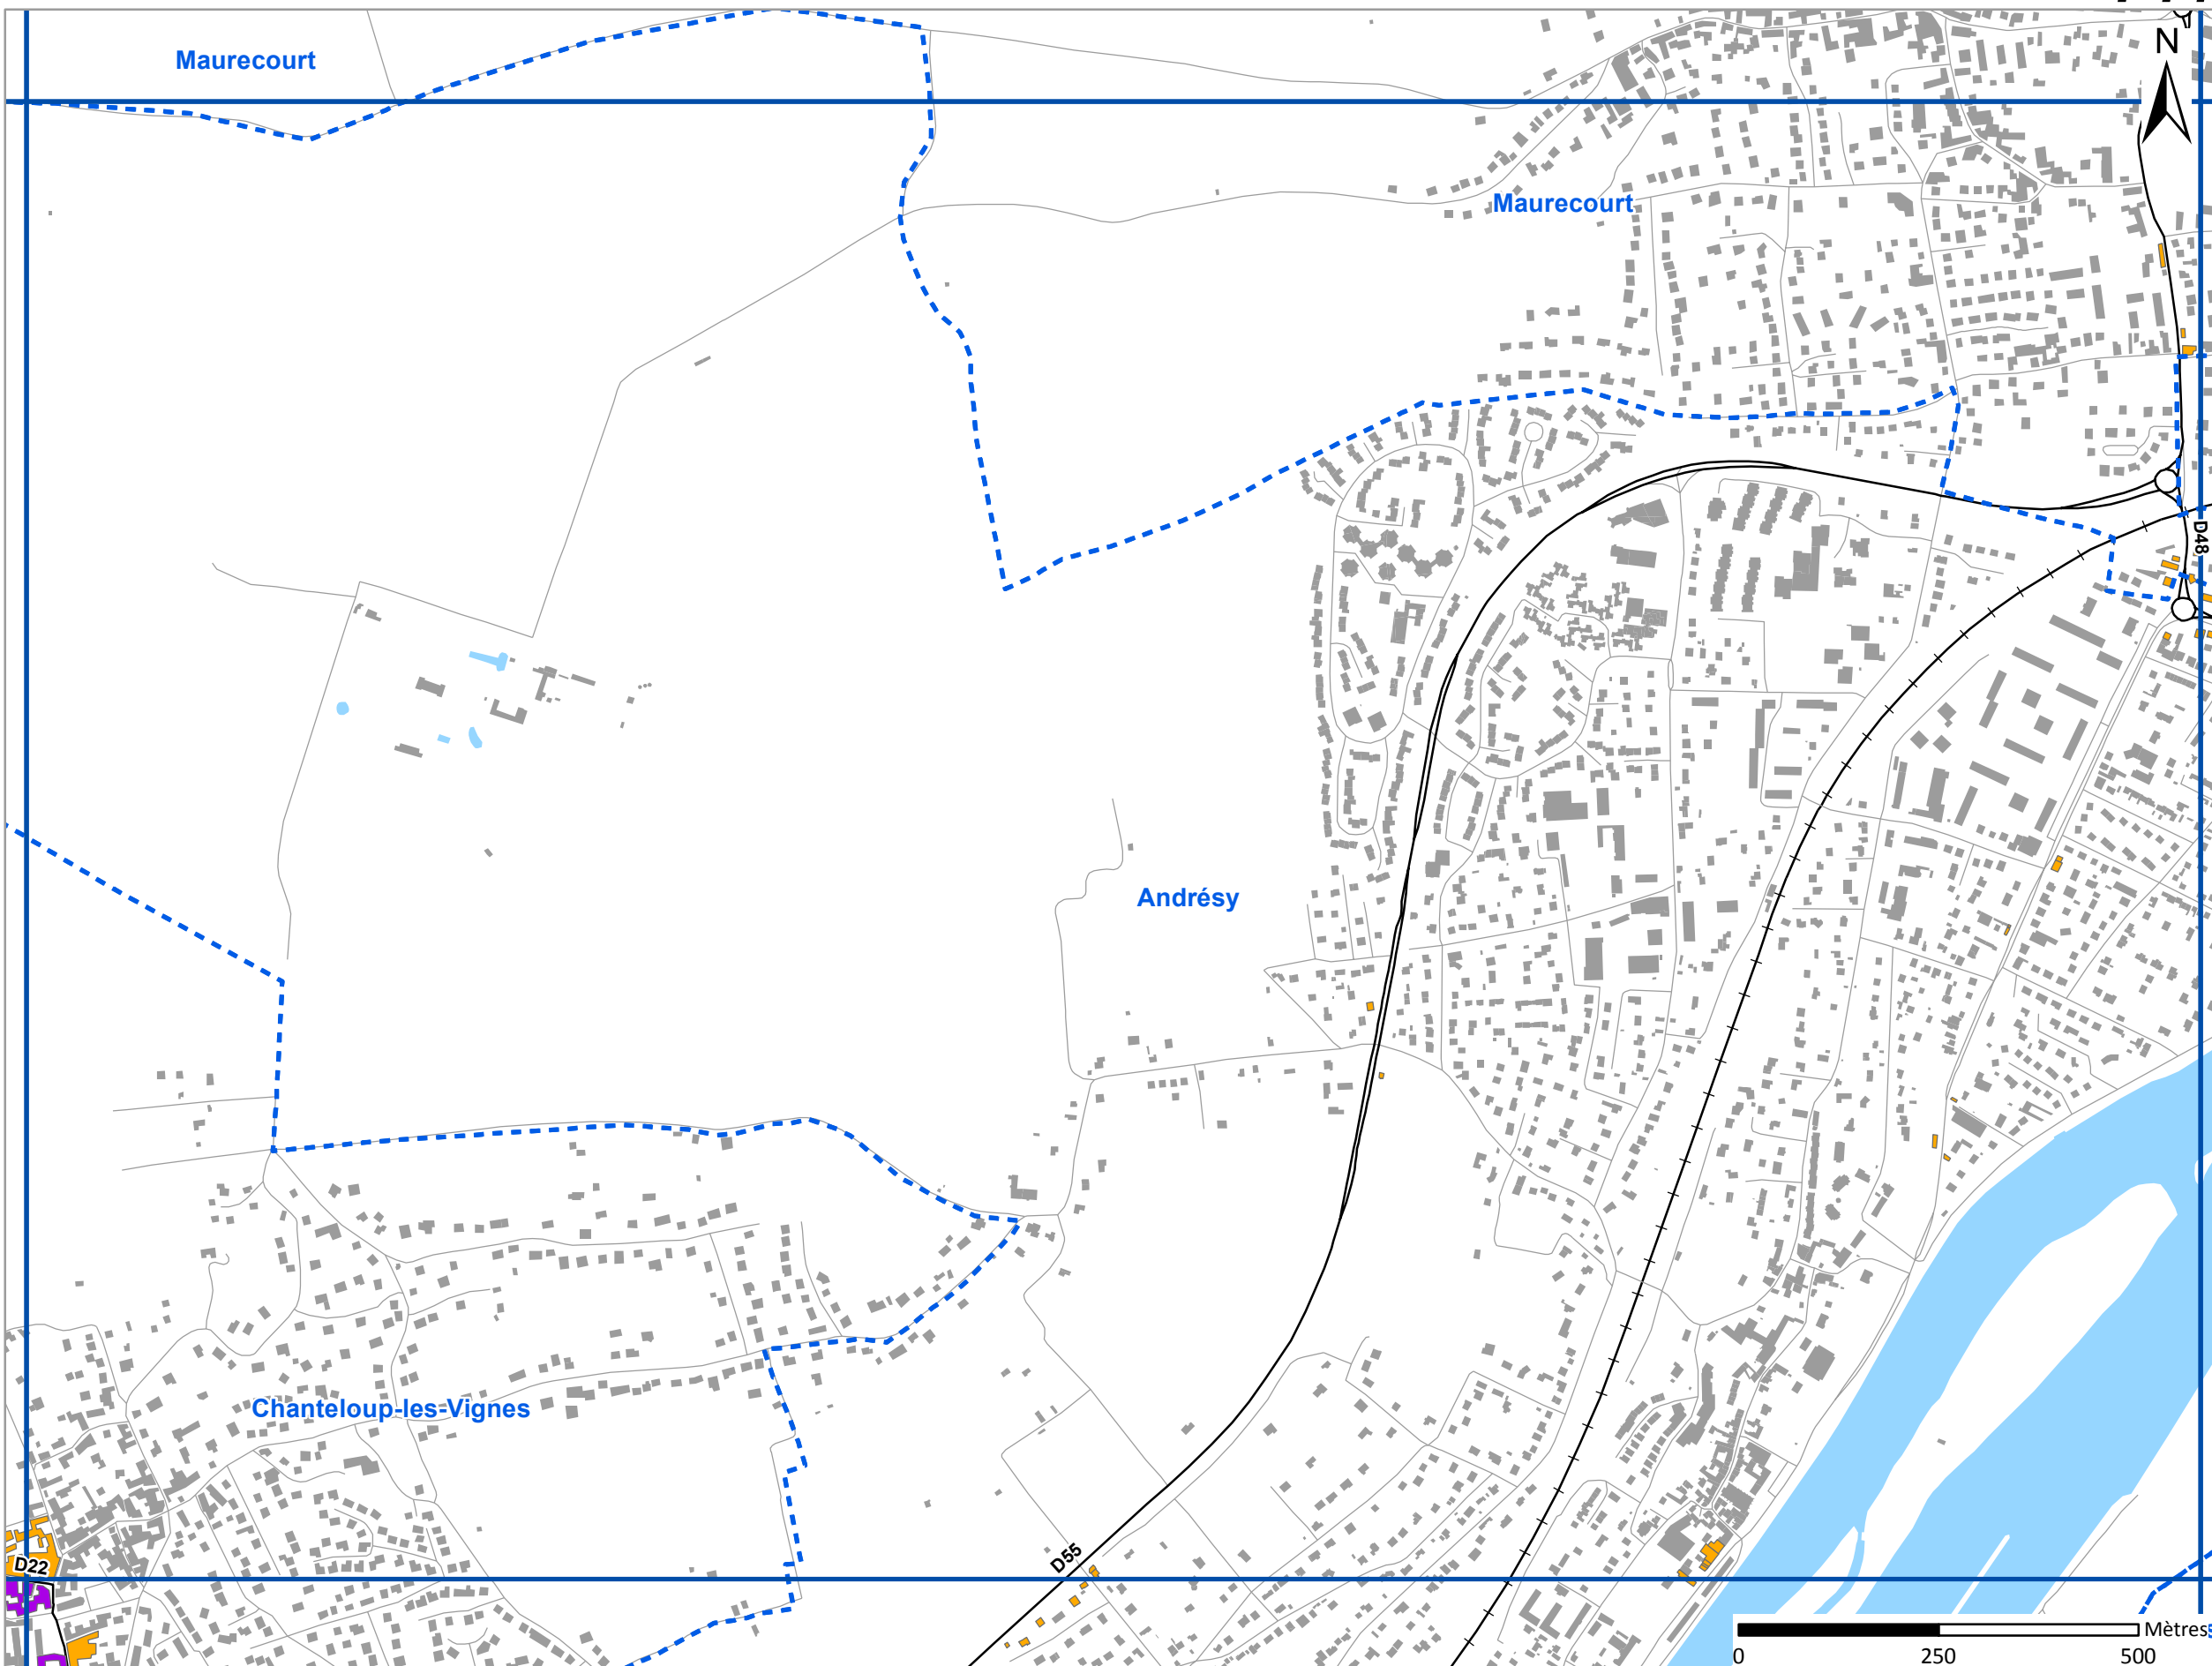 Maurecourt
N
Maurecourt
D48
Andrésy
Chanteloup-les-Vignes
D55
D22
Mètres
0 250 500